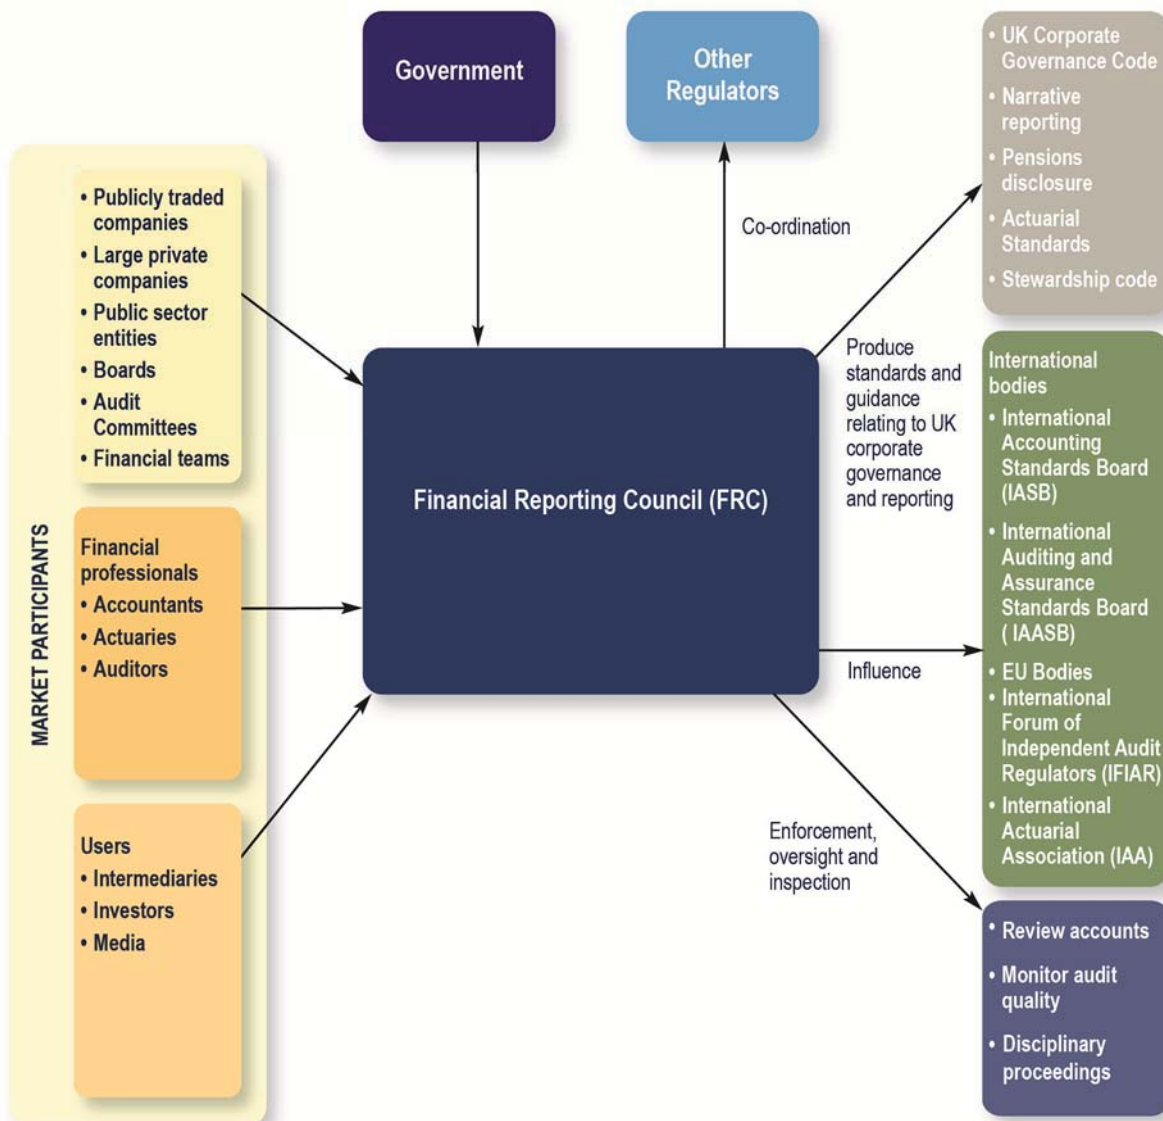 Government
Other
Regulators
• UK Corporate
Governance Code
• Narrative
reporting
• Pensions
disclosure
• Actuarial
Standards
• Stewardship code
MARKET PARTICIPANTS
• Publicly traded
companies
• Large private
companies
• Public sector
entities
• Boards
• Audit
Committees
• Financial teams
Financial
professionals
• Accountants
• Actuaries
• Auditors
Users
• Intermediaries
• Investors
• Media
Co-ordination
Financial Reporting Council (FRC)
Produce
standards and
guidance
relating to UK
corporate
governance
and reporting
Influence
Enforcement,
oversight and
inspection
International
bodies
• International
Accounting
Standards Board
(IASB)
• International
Auditing and
Assurance
Standards Board
( IAASB)
• EU Bodies
• International
Forum of
Independent Audit
Regulators (IFIAR)
• International
Actuarial
Association (IAA)
• Review accounts
• Monitor audit
quality
• Disciplinary
proceedings